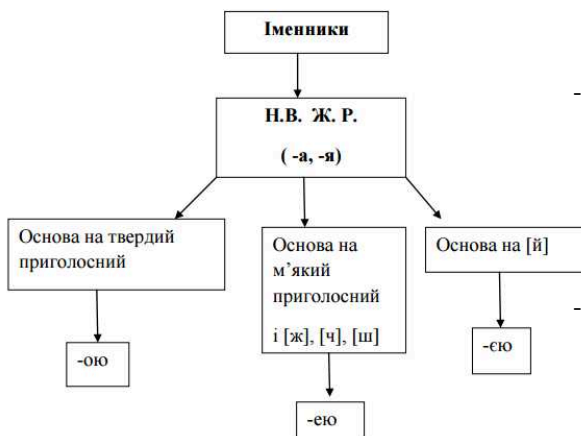 Іменники
Н.В. Ж. Р.
( -а, -я)
Основа на твердий
приголосний
Основа на
м’який
приголосний
і [ж], [ч], [ш]
Основа на [й]
-ою
-ею
-єю